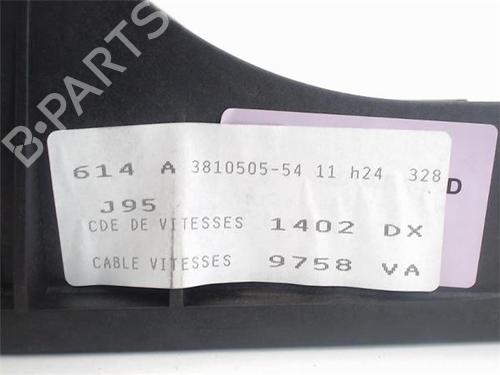 B-PARTS
614 A 3810505-54 11 h24 328
D
J95
CDE DE VITESSES 1402 DX
CABLE VITESSES 9758 VA